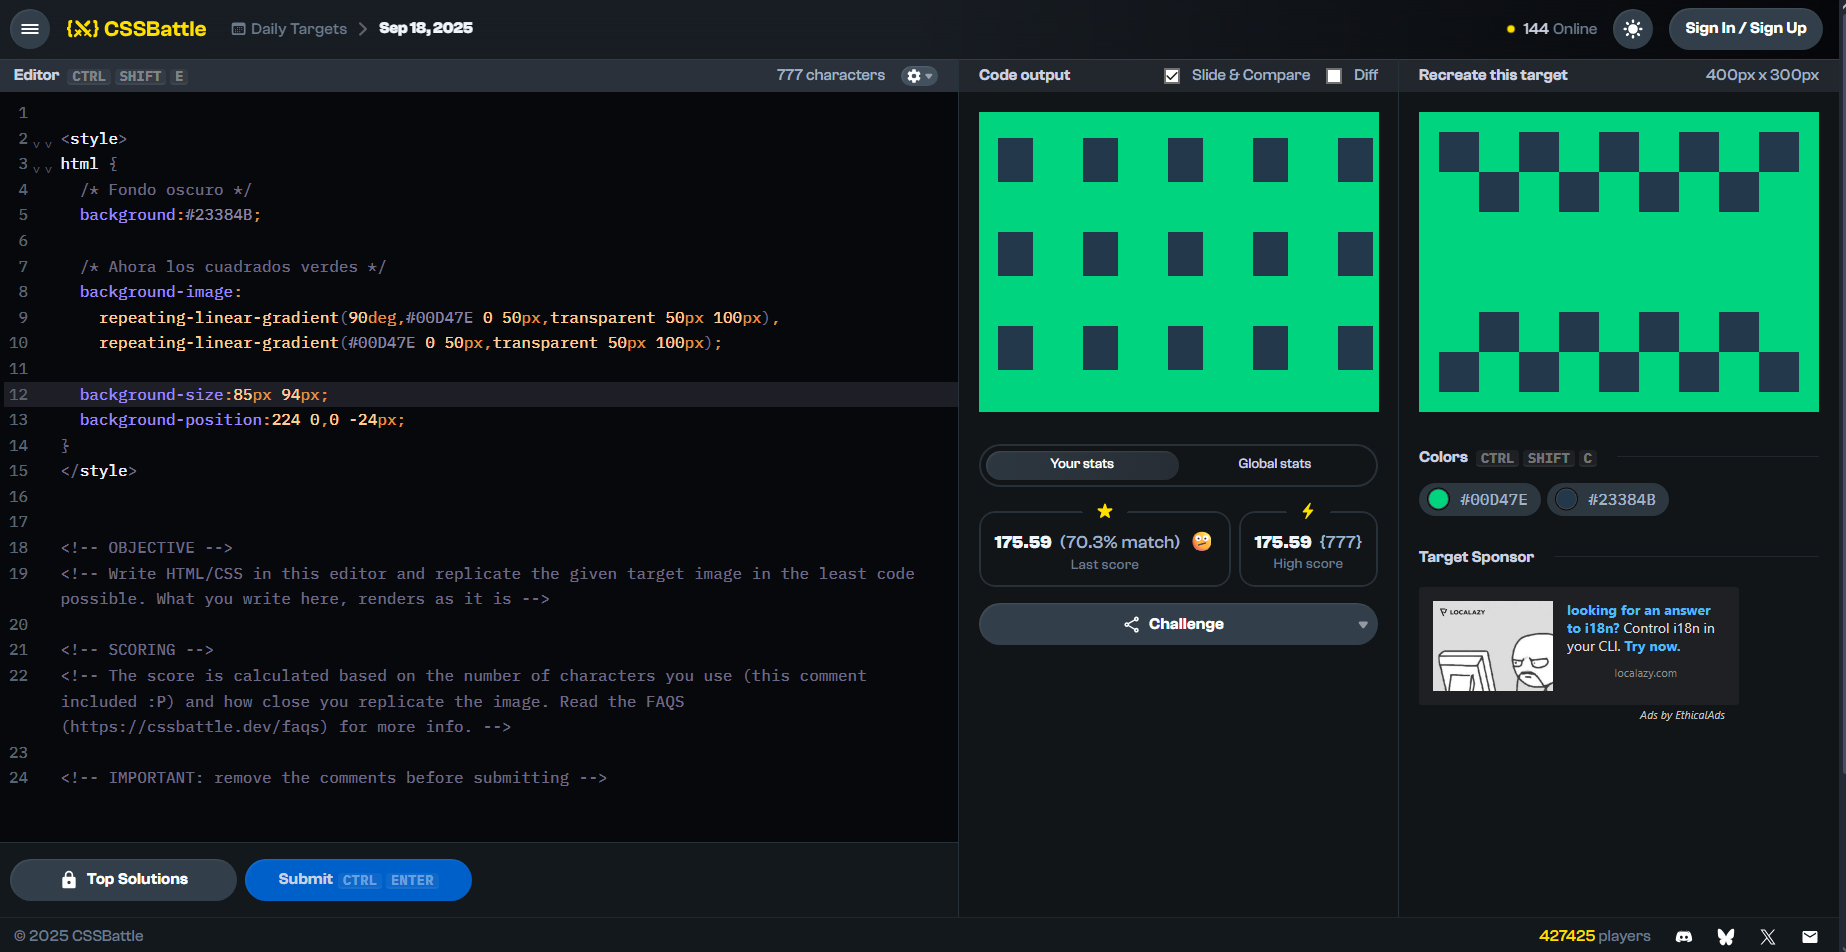 {X} CSSBattle
Daily Targets > Sep 18, 2025
144 Online
Sign In / Sign Up
Editor CTRL SHIFT E
777 characters
Code output
Slide & Compare
Diff
Recreate this target
400px x 300px
1
2 <style>
3 html {
4 /* Fondo oscuro */
5 background:#23384B;
6
7 /* Ahora los cuadrados verdes */
8 background-image:
9 repeating-linear-gradient(90deg,#00D47E 0 50px,transparent 50px 100px),
10 repeating-linear-gradient(#00D47E 0 50px,transparent 50px 100px);
11
12 background-size:85px 94px;
13 background-position:224 0,0 -24px;
14 }
15 </style>
16
17
18 <!-- OBJECTIVE -->
19 <!-- Write HTML/CSS in this editor and replicate the given target image in the least code
possible. What you write here, renders as it is -->
20
21 <!-- SCORING -->
22 <!-- The score is calculated based on the number of characters you use (this comment
included :P) and how close you replicate the image. Read the FAQS
(https://cssbattle.dev/faqs) for more info. -->
23
24 <!-- IMPORTANT: remove the comments before submitting -->
Top Solutions
Submit CTRL ENTER
Your stats
Global stats
175.59 (70.3% match)
Last score
175.59 {777}
High score
Challenge
Colors CTRL SHIFT C
#00D47E
#23384B
Target Sponsor
LOCALAZY
looking for an answer
to i18n? Control i18n in
your CLI. Try now.
localazy.com
Ads by EthicalAds
© 2025 CSSBattle
427425 players